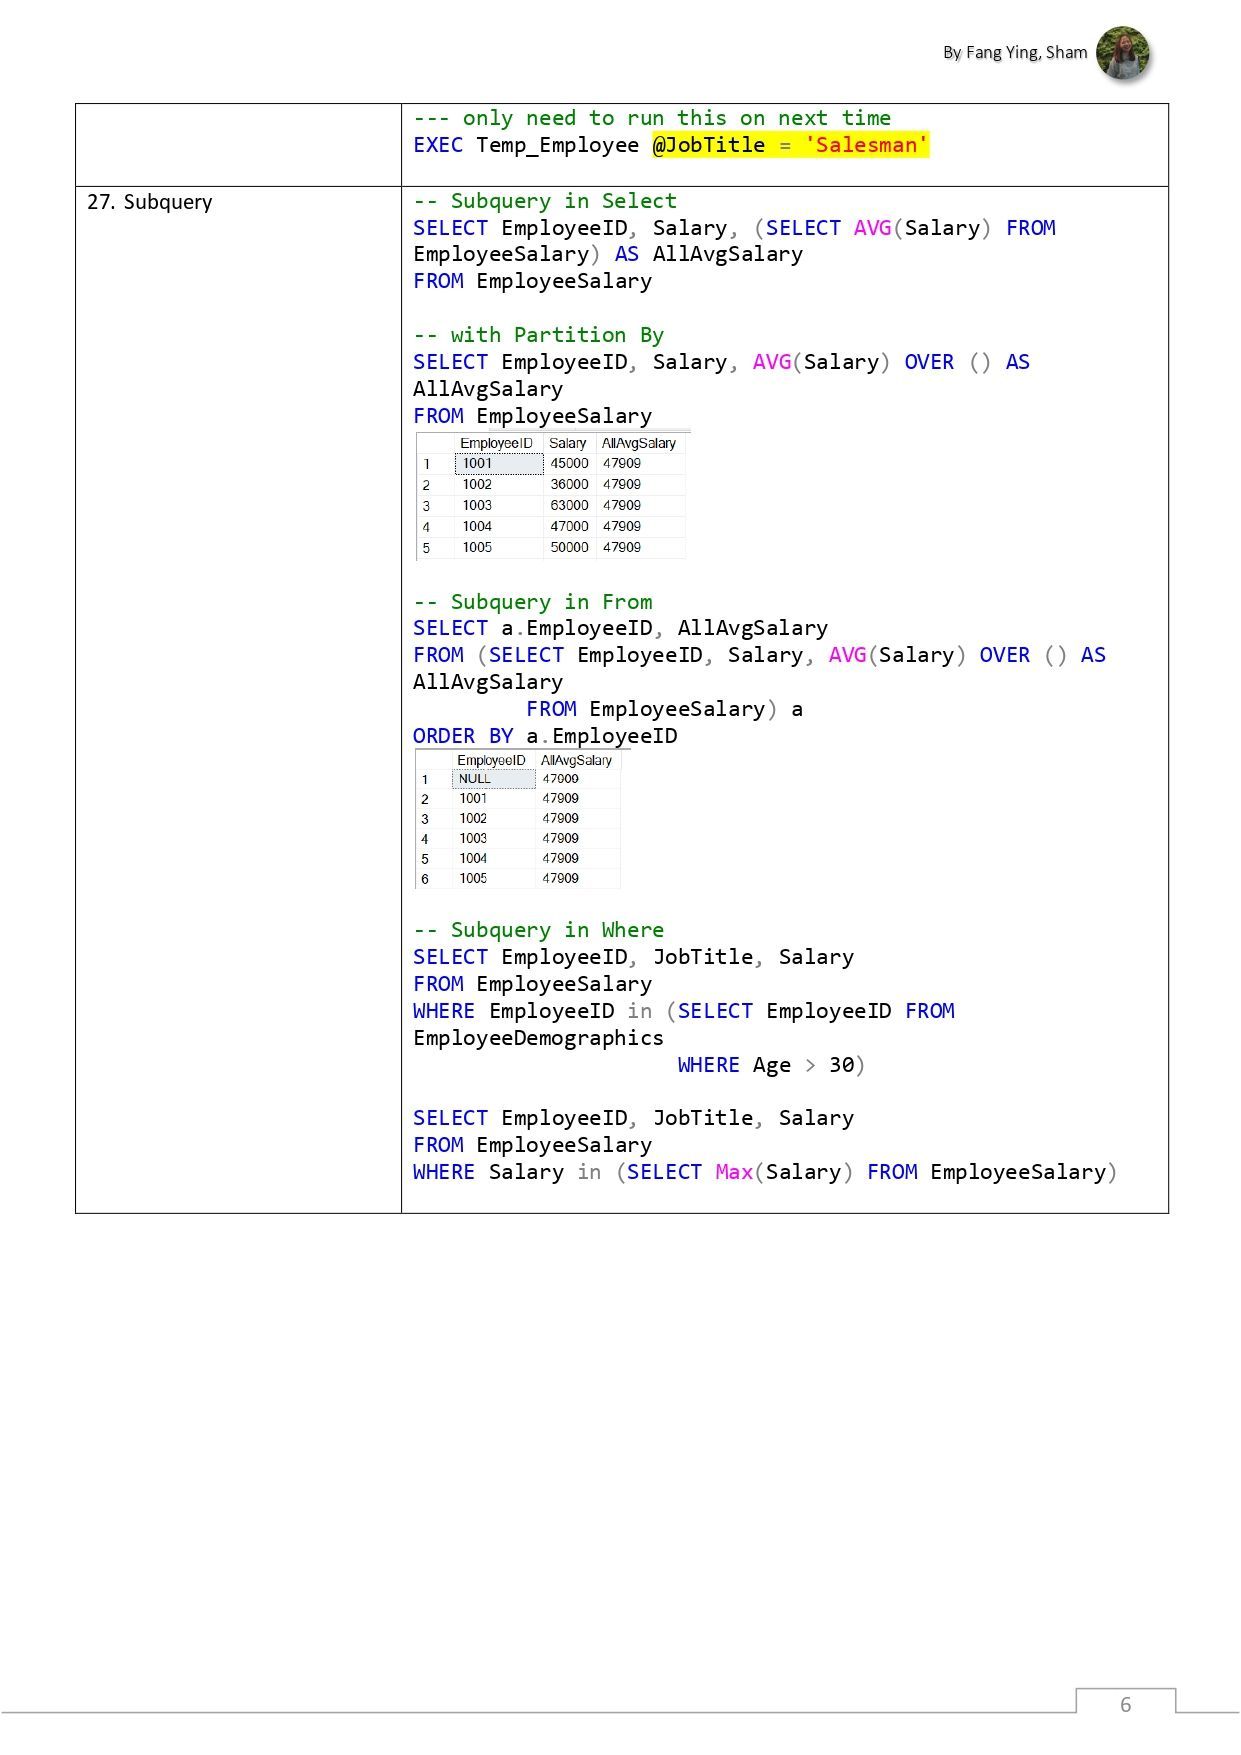 By Fang Ying, Sham
--- only need to run this on next time
EXEC Temp_Employee @JobTitle = 'Salesman'
27. Subquery
-- Subquery in Select
SELECT EmployeeID, Salary, (SELECT AVG(Salary) FROM
EmployeeSalary) AS AllAvgSalary
FROM EmployeeSalary
-- with Partition By
SELECT EmployeeID, Salary, AVG(Salary) OVER () AS
AllAvgSalary
FROM EmployeeSalary
EmployeeID Salary AllAvgSalary
1 1001 45000 47909
2 1002 36000 47909
3 1003 63000 47909
4 1004 47000 47909
5 1005 50000 47909
-- Subquery in From
SELECT a.EmployeeID, AllAvgSalary
FROM (SELECT EmployeeID, Salary, AVG(Salary) OVER () AS
AllAvgSalary
FROM EmployeeSalary) a
ORDER BY a.EmployeeID
EmployeeID AllAvgSalary
1 NULL 47909
2 1001 47909
3 1002 47909
4 1003 47909
5 1004 47909
6 1005 47909
-- Subquery in Where
SELECT EmployeeID, JobTitle, Salary
FROM EmployeeSalary
WHERE EmployeeID in (SELECT EmployeeID FROM
EmployeeDemographics
WHERE Age > 30)
SELECT EmployeeID, JobTitle, Salary
FROM EmployeeSalary
WHERE Salary in (SELECT Max(Salary) FROM EmployeeSalary)
6